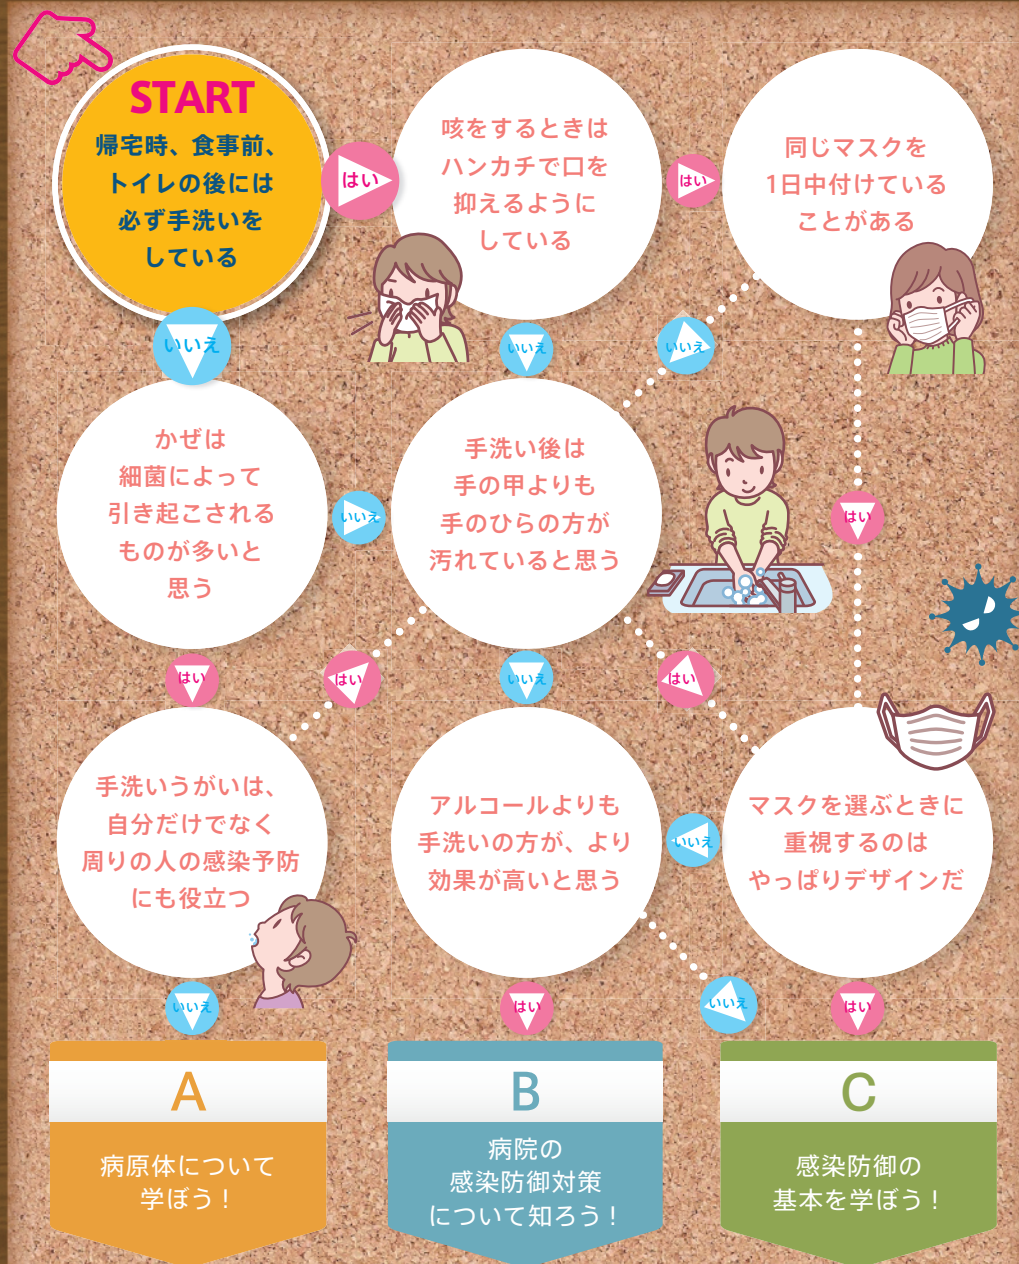 START
帰宅時、食事前、
トイレの後には
必ず手洗いを
している
はい
咳をするときは
ハンカチで口を
抑えるように
している
はい
同じマスクを
1日中付けている
ことがある
いいえ
いいえ
いいえ
かぜは
細菌によって
引き起こされる
ものが多いと
思う
いいえ
手洗い後は
手の甲よりも
手のひらの方が
汚れていると思う
はい
はい
はい
いいえ
はい
手洗いうがいは、
自分だけでなく
周りの人の感染予防
にも役立つ
アルコールよりも
手洗いの方が、より
効果が高いと思う
いいえ
マスクを選ぶときに
重視するのは
やっぱりデザインだ
いいえ
はい
いいえ
はい
A
病原体について
学ぼう！
B
病院の
感染防御対策
について知ろう！
C
感染防御の
基本を学ぼう！